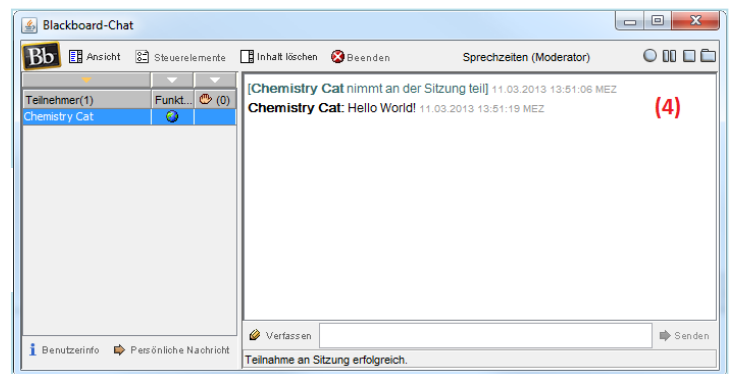 Blackboard-Chat
Bb Ansicht Steuerelemente Inhalt löschen Beenden Sprechzeiten (Moderator)
Teilnehmer(1) Funkt... (0)
Chemistry Cat
[Chemistry Cat nimmt an der Sitzung teil] 11.03.2013 13:51:06 MEZ
Chemistry Cat: Hello World! 11.03.2013 13:51:19 MEZ
(4)
Verfassen Senden
Benutzerinfo Persönliche Nachricht
Teilnahme an Sitzung erfolgreich.